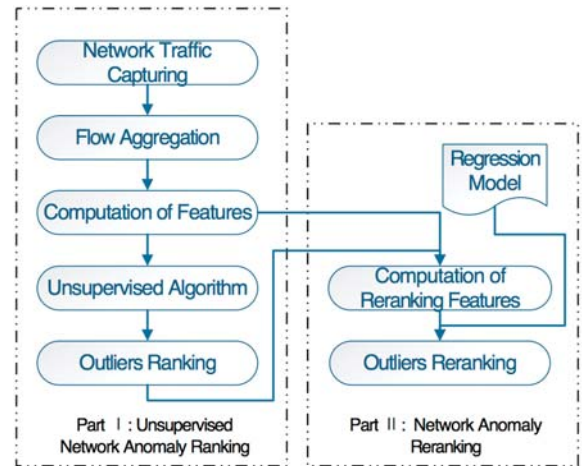 Network Traffic
Capturing
Flow Aggregation
Computation of Features
Unsupervised Algorithm
Outliers Ranking
Part Ⅰ: Unsupervised
Network Anomaly Ranking
Regression
Model
Computation of
Reranking Features
Outliers Reranking
Part Ⅱ: Network Anomaly
Reranking